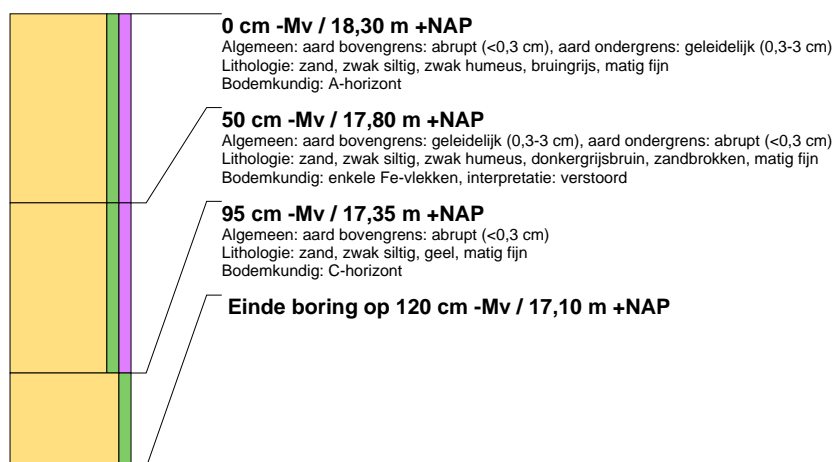 0 cm -Mv / 18,30 m +NAP
Algemeen: aard bovengrens: abrupt (<0,3 cm), aard ondergrens: geleidelijk (0,3-3 cm)
Lithologie: zand, zwak siltig, zwak humeus, bruingrijs, matig fijn
Bodemkundig: A-horizont
50 cm -Mv / 17,80 m +NAP
Algemeen: aard bovengrens: geleidelijk (0,3-3 cm), aard ondergrens: abrupt (<0,3 cm)
Lithologie: zand, zwak siltig, zwak humeus, donkergrijsbruin, zandbrokken, matig fijn
Bodemkundig: enkele Fe-vlekken, interpretatie: verstoord
95 cm -Mv / 17,35 m +NAP
Algemeen: aard bovengrens: abrupt (<0,3 cm)
Lithologie: zand, zwak siltig, geel, matig fijn
Bodemkundig: C-horizont
Einde boring op 120 cm -Mv / 17,10 m +NAP